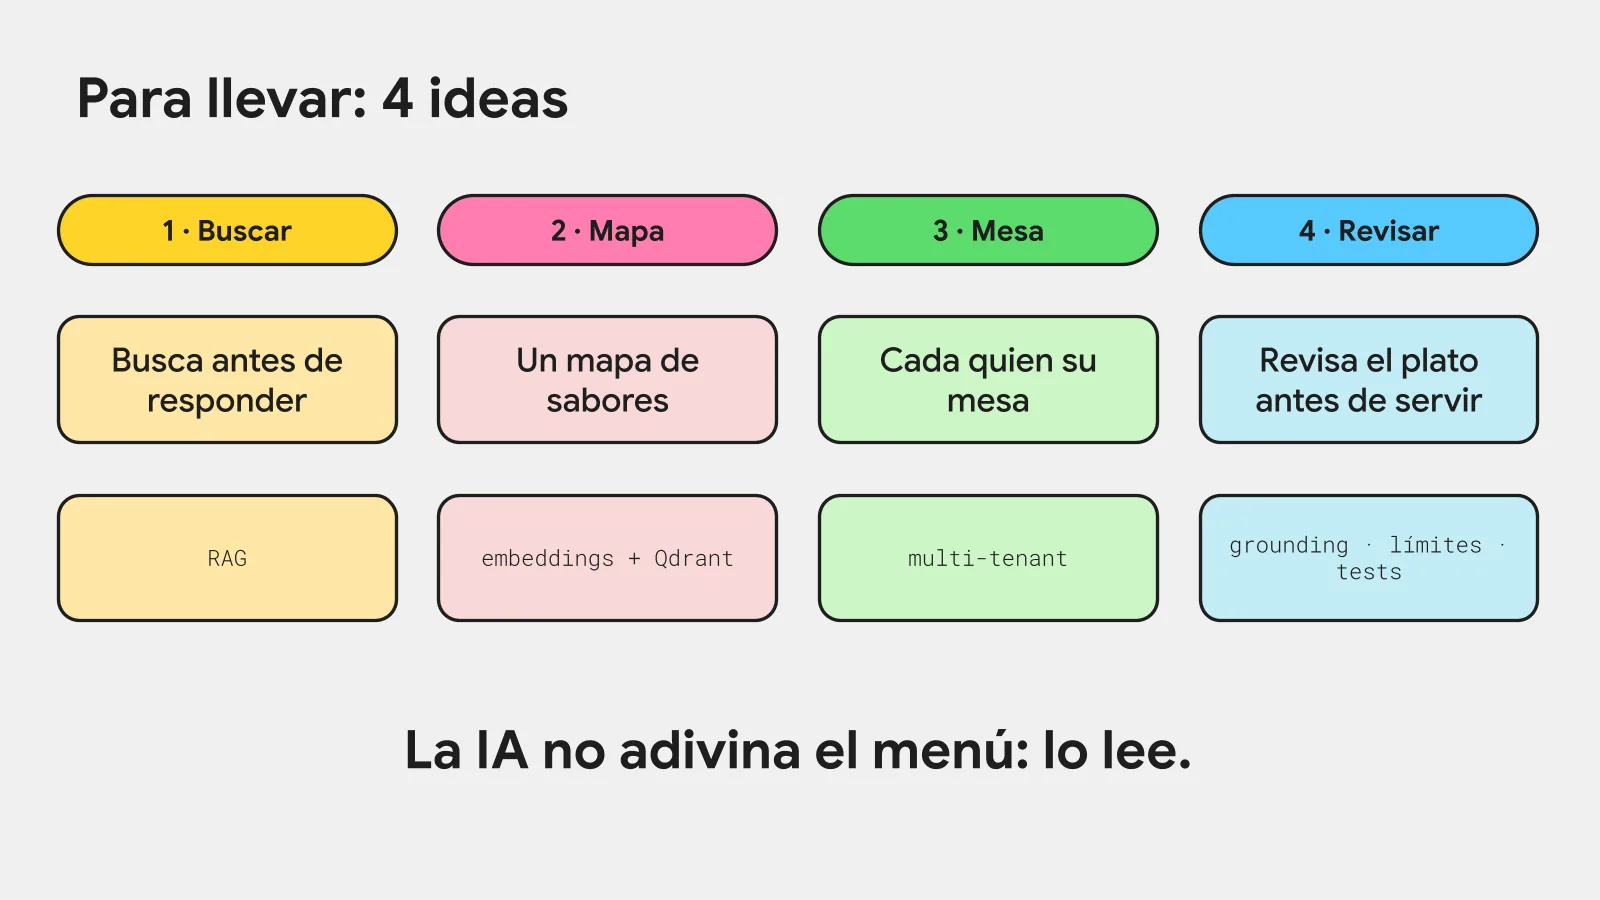 Para llevar: 4 ideas
1 · Buscar
2 · Mapa
3 · Mesa
4 · Revisar
Busca antes de
responder
Un mapa de
sabores
Cada quien su
mesa
Revisa el plato
antes de servir
RAG
embeddings + Qdrant
multi-tenant
grounding · límites ·
tests
La IA no adivina el menú: lo lee.